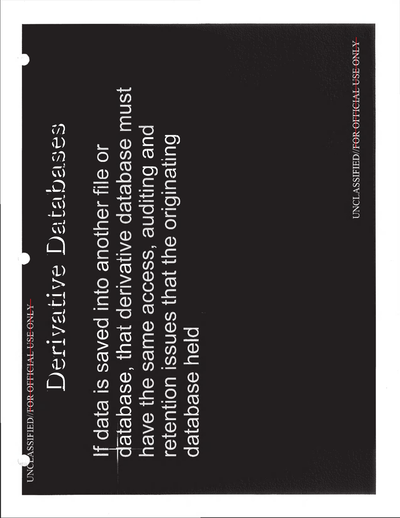 UNCLASSIFIED//FOR OFFICIAL USE ONLY
Derivative Databases
If data is saved into another file or
database, that derivative database must
have the same access, auditing and
retention issues that the originating
database held
UNCLASSIFIED//FOR OFFICIAL USE ONLY